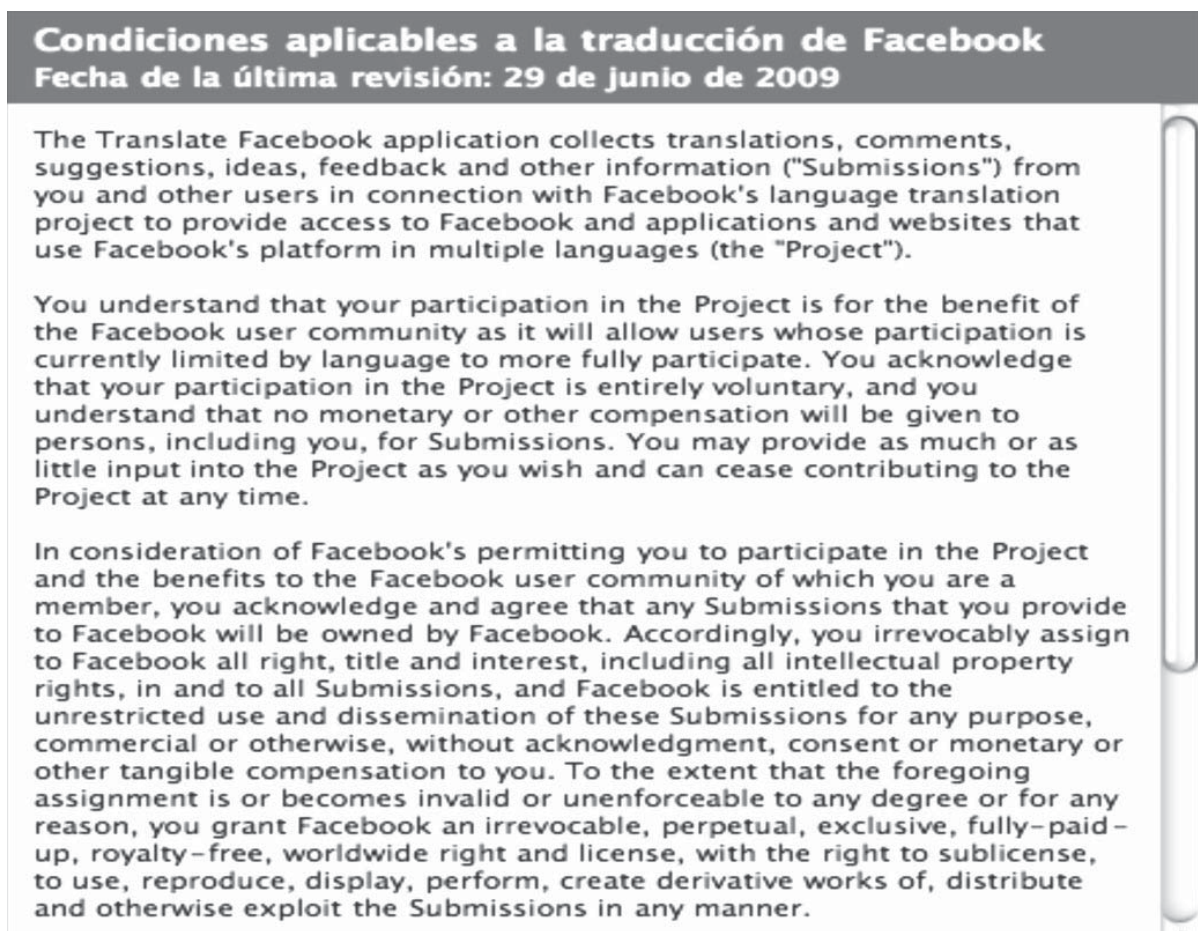 Condiciones aplicables a la traducción de Facebook
Fecha de la última revisión: 29 de junio de 2009
The Translate Facebook application collects translations, comments,
suggestions, ideas, feedback and other information ("Submissions") from
you and other users in connection with Facebook's language translation
project to provide access to Facebook and applications and websites that
use Facebook's platform in multiple languages (the "Project").
You understand that your participation in the Project is for the benefit of
the Facebook user community as it will allow users whose participation is
currently limited by language to more fully participate. You acknowledge
that your participation in the Project is entirely voluntary, and you
understand that no monetary or other compensation will be given to
persons, including you, for Submissions. You may provide as much or as
little input into the Project as you wish and can cease contributing to the
Project at any time.
In consideration of Facebook's permitting you to participate in the Project
and the benefits to the Facebook user community of which you are a
member, you acknowledge and agree that any Submissions that you provide
to Facebook will be owned by Facebook. Accordingly, you irrevocably assign
to Facebook all right, title and interest, including all intellectual property
rights, in and to all Submissions, and Facebook is entitled to the
unrestricted use and dissemination of these Submissions for any purpose,
commercial or otherwise, without acknowledgment, consent or monetary or
other tangible compensation to you. To the extent that the foregoing
assignment is or becomes invalid or unenforceable to any degree or for any
reason, you grant Facebook an irrevocable, perpetual, exclusive, fully-paid-
up, royalty-free, worldwide right and license, with the right to sublicense,
to use, reproduce, display, perform, create derivative works of, distribute
and otherwise exploit the Submissions in any manner.